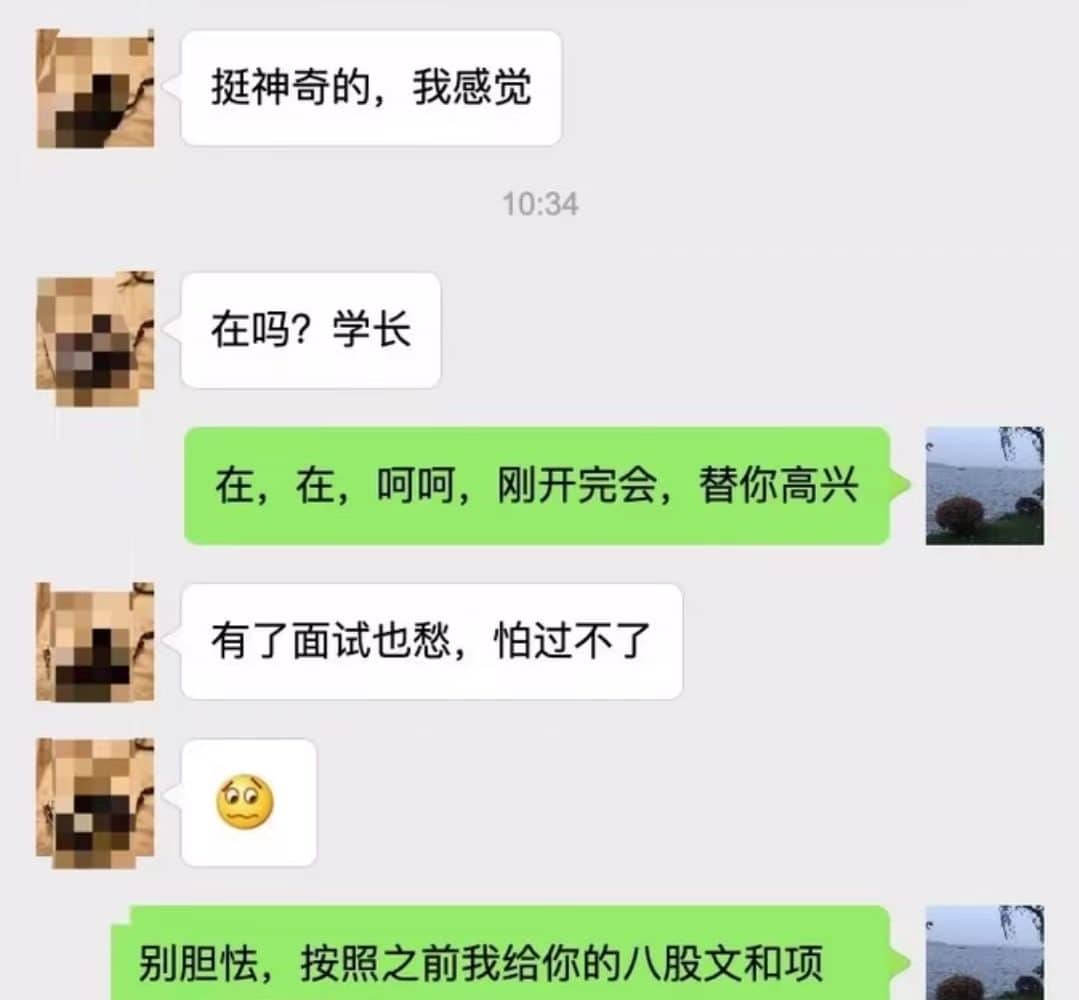 挺神奇的，我感觉
10:34
在吗？学长
在，在，呵呵，刚开完会，替你高兴
有了面试也愁，怕过不了
别胆怯，按照之前我给你的八股文和项